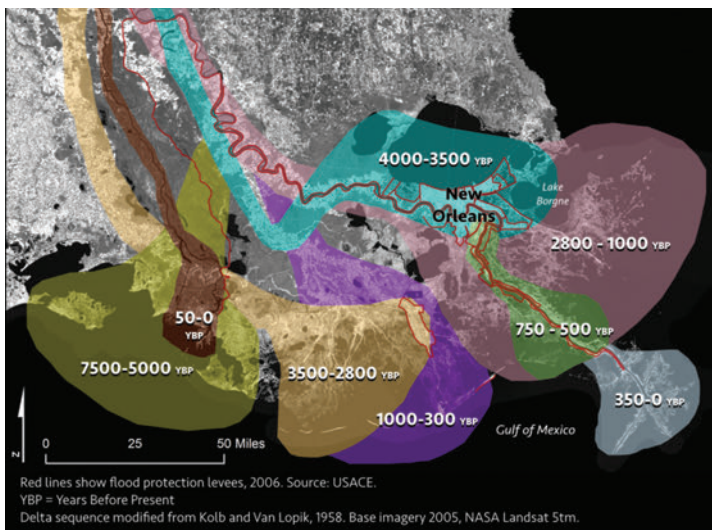 4000-3500 YBP
New
Orleans
Lake
Borgne
2800 - 1000 YBP
50-0
YBP
750 - 500 YBP
7500-5000 YBP
3500-2800 YBP
350-0 YBP
1000-300 YBP
Gulf of Mexico
N
0 25 50 Miles
Red lines show flood protection levees, 2006. Source: USACE.
YBP = Years Before Present
Delta sequence modified from Kolb and Van Lopik, 1958. Base imagery 2005, NASA Landsat 5tm.